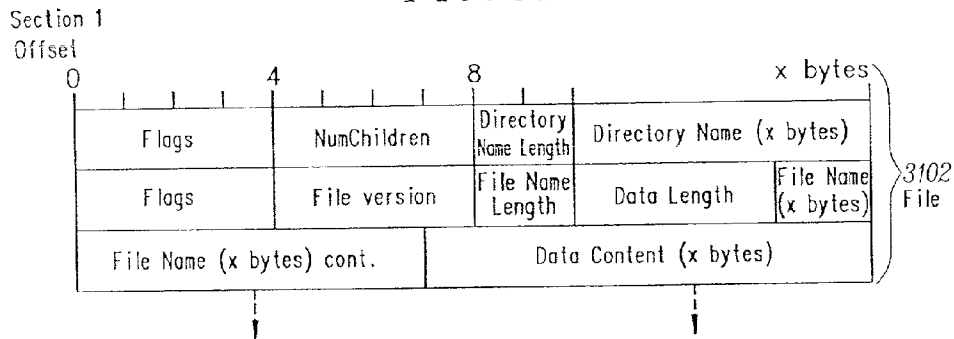 Section 1
Offset
0 4 8 x bytes
Flags NumChildren Directory Name Length Directory Name (x bytes)
Flags File version File Name Length Data Length File Name (x bytes)
3102
File
File Name (x bytes) cont. Data Content (x bytes)